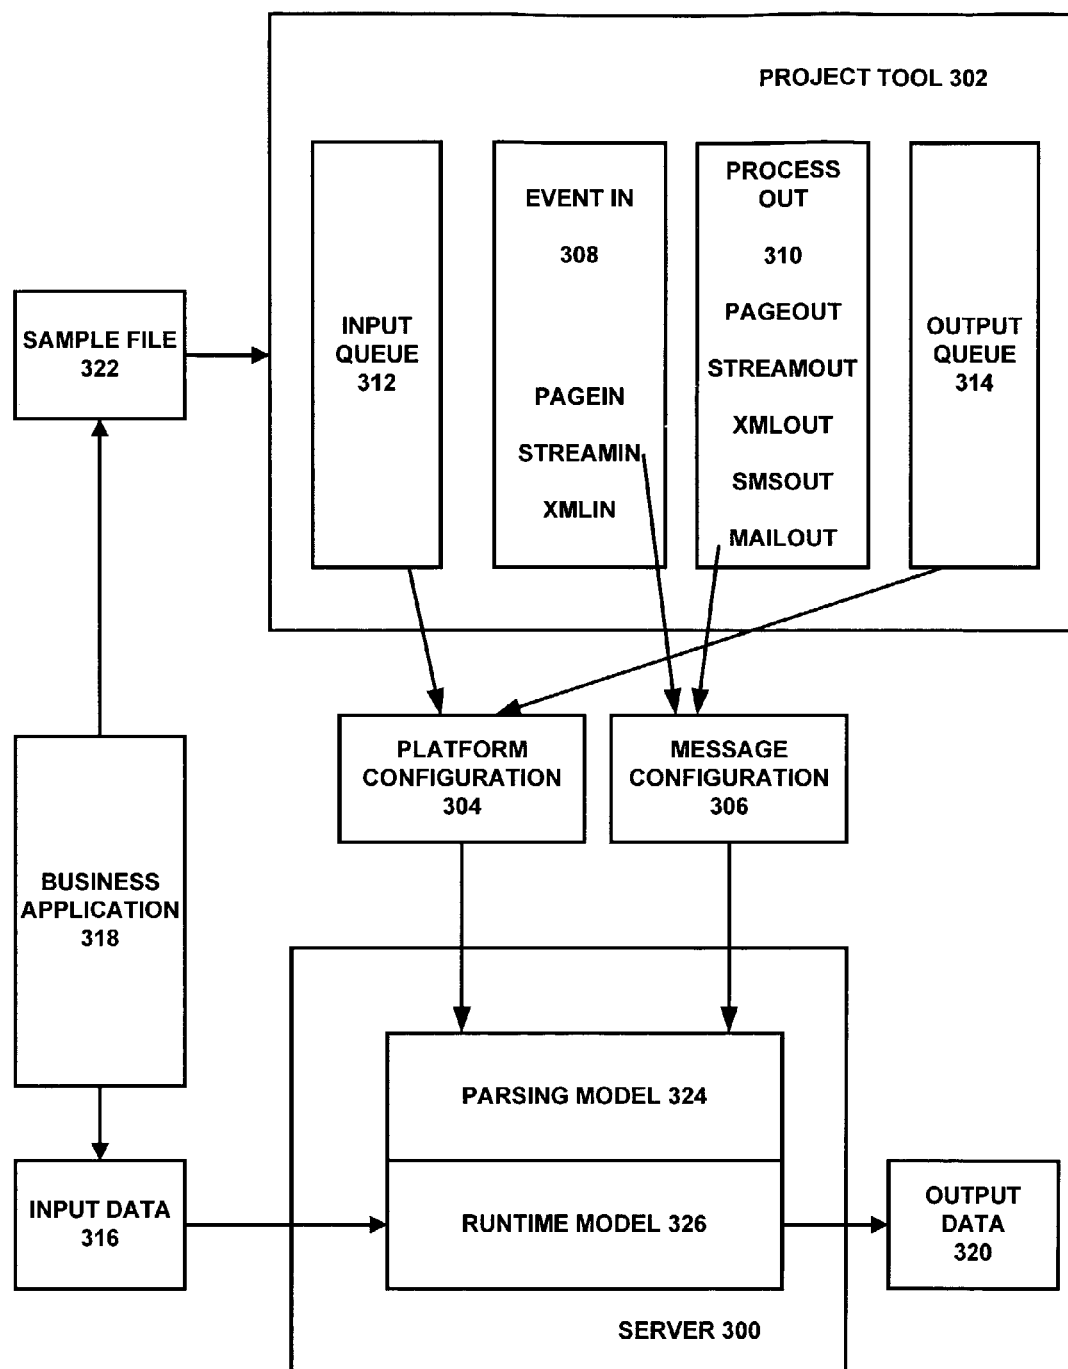 PROJECT TOOL 302
INPUT
QUEUE
312
EVENT IN
308
PAGEIN
STREAMIN
XMLIN
PROCESS
OUT
310
PAGEOUT
STREAMOUT
XMLOUT
SMSOUT
MAILOUT
OUTPUT
QUEUE
314
SAMPLE FILE
322
PLATFORM
CONFIGURATION
304
MESSAGE
CONFIGURATION
306
BUSINESS
APPLICATION
318
PARSING MODEL 324
INPUT DATA
316
RUNTIME MODEL 326
OUTPUT
DATA
320
SERVER 300